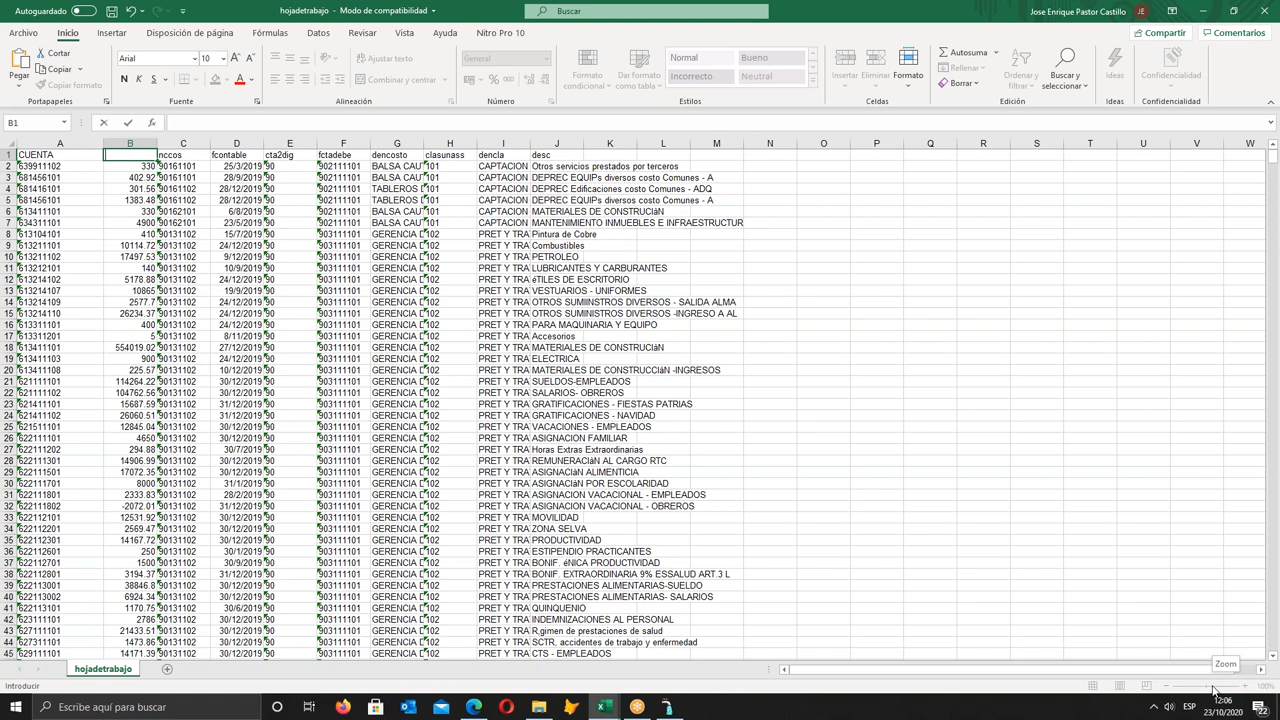 Autoguardado
hojadetrabajo - Modo de compatibilidad
Buscar
Jose Enrique Pastor Castillo
JE
Archivo Inicio Insertar Disposición de página Fórmulas Datos Revisar Vista Ayuda Nitro Pro 10
Compartir Comentarios
Pegar
Cortar
Copiar
Copiar formato
Portapapeles
Arial 10
N K S
Fuente
Ajustar texto
Combinar y centrar
Alineación
General
Número
Formato condicional
Dar formato como tabla
Normal Bueno
Incorrecto Neutral
Estilos
Insertar Eliminar Formato
Celdas
Autosuma
Rellenar
Borrar
Ordenar y filtrar
Buscar y seleccionar
Edición
Ideas
Ideas
Confidencialidad
Confidencialidad
B1
A B C D E F G H I J K L M N O P Q R S T U V W
1 CUENTA nccos fcontable cta2dig fctadebe dencosto clasunass dencla desc
2 639911102 330 90161101 25/3/2019 90 902111101 BALSA CAU 101 CAPTACION Otros servicios prestados por terceros
3 681456101 402.92 90161101 28/9/2019 90 902111101 BALSA CAU 101 CAPTACION DEPREC EQUIPs diversos costo Comunes - A
4 681416101 301.56 90161102 28/12/2019 90 902111101 TABLEROS D 101 CAPTACION DEPREC Edificaciones costo Comunes - ADQ
5 681456101 1383.48 90161102 28/12/2019 90 902111101 TABLEROS D 101 CAPTACION DEPREC EQUIPs diversos costo Comunes - A
6 613411101 330 90162101 6/8/2019 90 902111101 BALSA CAU 101 CAPTACION MATERIALES DE CONSTRUCIàN
7 634311101 4900 90162101 23/5/2019 90 902111101 BALSA CAU 101 CAPTACION MANTENIMIENTO INMUEBLES E INFRAESTRUCTUR
8 613104101 410 90131102 15/7/2019 90 903111101 GERENCIA D 102 PRET Y TRA Pintura de Cobre
9 613211101 10114.72 90131102 24/12/2019 90 903111101 GERENCIA D 102 PRET Y TRA Combustibles
10 613211102 17497.53 90131102 9/12/2019 90 903111101 GERENCIA D 102 PRET Y TRA PETROLEO
11 613212101 140 90131102 10/9/2019 90 903111101 GERENCIA D 102 PRET Y TRA LUBRICANTES Y CARBURANTES
12 613214102 5178.88 90131102 24/12/2019 90 903111101 GERENCIA D 102 PRET Y TRA éTILES DE ESCRITORIO
13 613214107 10865 90131102 19/9/2019 90 903111101 GERENCIA D 102 PRET Y TRA VESTUARIOS - UNIFORMES
14 613214109 2577.7 90131102 24/12/2019 90 903111101 GERENCIA D 102 PRET Y TRA OTROS SUMIINSTROS DIVERSOS - SALIDA ALMA
15 613214110 26234.37 90131102 24/12/2019 90 903111101 GERENCIA D 102 PRET Y TRA OTROS SUMINISTROS DIVERSOS -INGRESO A AL
16 613311101 400 90131102 24/12/2019 90 903111101 GERENCIA D 102 PRET Y TRA PARA MAQUINARIA Y EQUIPO
17 613311201 5 90131102 8/11/2019 90 903111101 GERENCIA D 102 PRET Y TRA Accesorios
18 613411101 554019.02 90131102 27/12/2019 90 903111101 GERENCIA D 102 PRET Y TRA MATERIALES DE CONSTRUCIàN
19 613411103 900 90131102 24/12/2019 90 903111101 GERENCIA D 102 PRET Y TRA ELECTRICA
20 613411108 225.57 90131102 10/12/2019 90 903111101 GERENCIA D 102 PRET Y TRA MATERIALES DE CONSTRUCCIàN -INGRESOS
21 621111101 114264.22 90131102 30/12/2019 90 903111101 GERENCIA D 102 PRET Y TRA SUELDOS-EMPLEADOS
22 621111102 104762.56 90131102 30/12/2019 90 903111101 GERENCIA D 102 PRET Y TRA SALARIOS- OBREROS
23 621411101 15687.59 90131102 31/12/2019 90 903111101 GERENCIA D 102 PRET Y TRA GRATIFICACIONES - FIESTAS PATRIAS
24 621411102 26060.51 90131102 31/12/2019 90 903111101 GERENCIA D 102 PRET Y TRA GRATIFICACIONES - NAVIDAD
25 621511101 12845.04 90131102 30/12/2019 90 903111101 GERENCIA D 102 PRET Y TRA VACACIONES - EMPLEADOS
26 622111101 4650 90131102 30/12/2019 90 903111101 GERENCIA D 102 PRET Y TRA ASIGNACION FAMILIAR
27 622111202 294.88 90131102 30/7/2019 90 903111101 GERENCIA D 102 PRET Y TRA Horas Extras Extraordinarias
28 622111301 14906.99 90131102 30/12/2019 90 903111101 GERENCIA D 102 PRET Y TRA REMUNERACIàN AL CARGO RTC
29 622111501 17072.35 90131102 30/12/2019 90 903111101 GERENCIA D 102 PRET Y TRA ASIGNACIàN ALIMENTICIA
30 622111701 8000 90131102 31/1/2019 90 903111101 GERENCIA D 102 PRET Y TRA ASIGNACIàN POR ESCOLARIDAD
31 622111801 2333.83 90131102 28/2/2019 90 903111101 GERENCIA D 102 PRET Y TRA ASIGNACION VACACIONAL - EMPLEADOS
32 622111802 -2072.01 90131102 31/12/2019 90 903111101 GERENCIA D 102 PRET Y TRA ASIGNACION VACACIONAL - OBREROS
33 622112101 12531.92 90131102 30/12/2019 90 903111101 GERENCIA D 102 PRET Y TRA MOVILIDAD
34 622112201 2569.47 90131102 30/12/2019 90 903111101 GERENCIA D 102 PRET Y TRA ZONA SELVA
35 622112301 14167.72 90131102 30/12/2019 90 903111101 GERENCIA D 102 PRET Y TRA PRODUCTIVIDAD
36 622112601 250 90131102 30/1/2019 90 903111101 GERENCIA D 102 PRET Y TRA ESTIPENDIO PRACTICANTES
37 622112701 1500 90131102 30/9/2019 90 903111101 GERENCIA D 102 PRET Y TRA BONIF. éNICA PRODUCTIVIDAD
38 622112801 3194.37 90131102 31/12/2019 90 903111101 GERENCIA D 102 PRET Y TRA BONIF. EXTRAORDINARIA 9% ESSALUD ART.3 L
39 622113001 38846.8 90131102 30/12/2019 90 903111101 GERENCIA D 102 PRET Y TRA PRESTACIONES ALIMENTARIAS-SUELDO
40 622113002 6924.34 90131102 30/12/2019 90 903111101 GERENCIA D 102 PRET Y TRA PRESTACIONES ALIMENTARIAS- SALARIOS
41 622113101 1170.75 90131102 30/6/2019 90 903111101 GERENCIA D 102 PRET Y TRA QUINQUENIO
42 623111101 2786 90131102 30/12/2019 90 903111101 GERENCIA D 102 PRET Y TRA INDEMNIZACIONES AL PERSONAL
43 627111101 21433.51 90131102 30/12/2019 90 903111101 GERENCIA D 102 PRET Y TRA R‚gimen de prestaciones de salud
44 627311101 1473.86 90131102 30/12/2019 90 903111101 GERENCIA D 102 PRET Y TRA SCTR, accidentes de trabajo y enfermedad
45 629111101 14171.39 90131102 30/12/2019 90 903111101 GERENCIA D 102 PRET Y TRA CTS - EMPLEADOS
hojadetrabajo
Zoom
Introducir
100%
Escribe aquí para buscar
ESP
12:06
23/10/2020
22